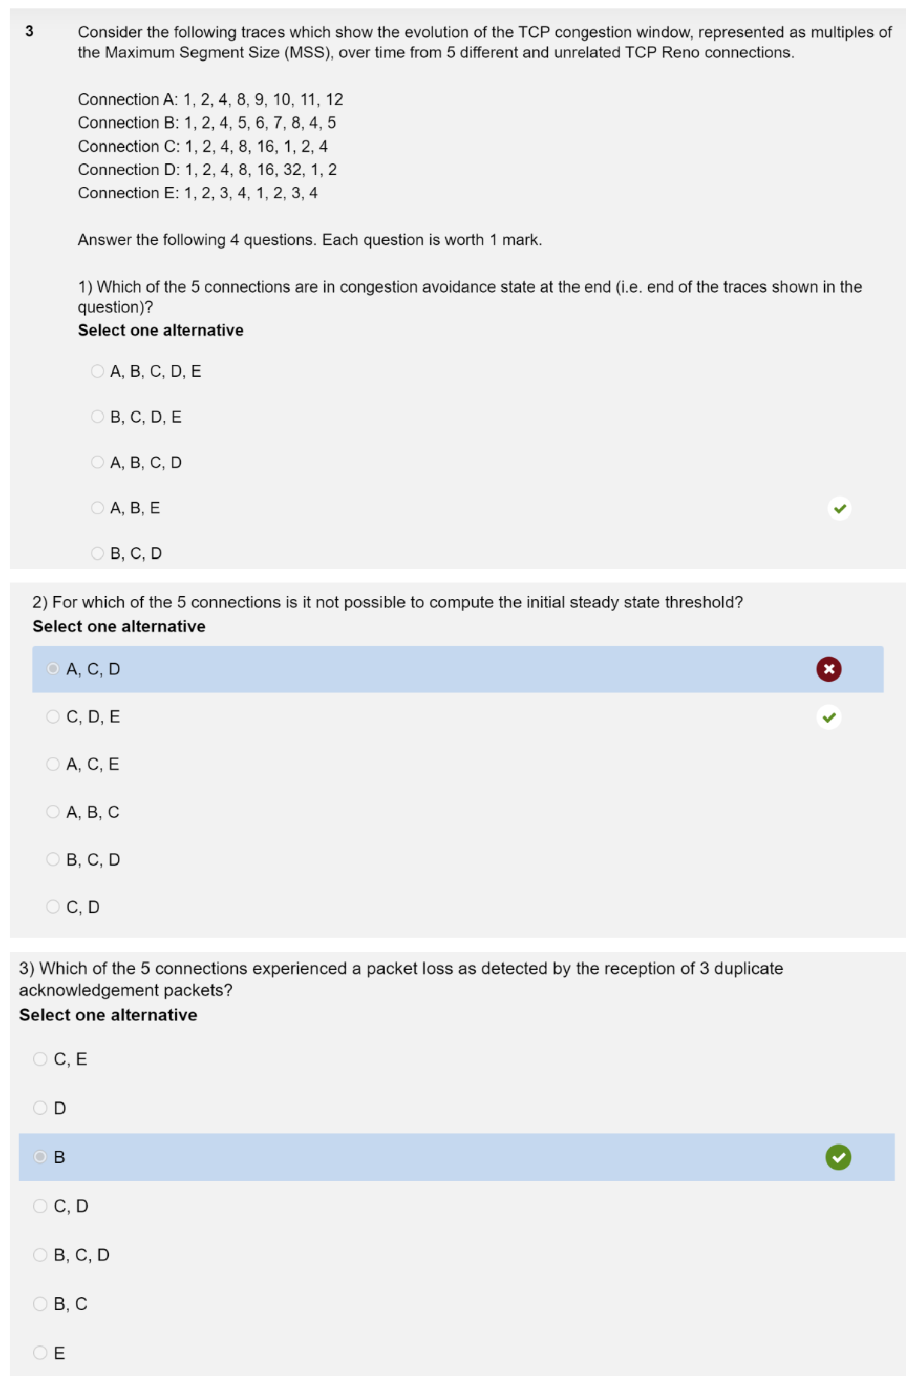 3
Consider the following traces which show the evolution of the TCP congestion window, represented as multiples of
the Maximum Segment Size (MSS), over time from 5 different and unrelated TCP Reno connections.
Connection A: 1, 2, 4, 8, 9, 10, 11, 12
Connection B: 1, 2, 4, 5, 6, 7, 8, 4, 5
Connection C: 1, 2, 4, 8, 16, 1, 2, 4
Connection D: 1, 2, 4, 8, 16, 32, 1, 2
Connection E: 1, 2, 3, 4, 1, 2, 3, 4
Answer the following 4 questions. Each question is worth 1 mark.
1) Which of the 5 connections are in congestion avoidance state at the end (i.e. end of the traces shown in the
question)?
Select one alternative
A, B, C, D, E
B, C, D, E
A, B, C, D
A, B, E
B, C, D
2) For which of the 5 connections is it not possible to compute the initial steady state threshold?
Select one alternative
A, C, D
C, D, E
A, C, E
A, B, C
B, C, D
C, D
3) Which of the 5 connections experienced a packet loss as detected by the reception of 3 duplicate
acknowledgement packets?
Select one alternative
C, E
D
B
C, D
B, C, D
B, C
E